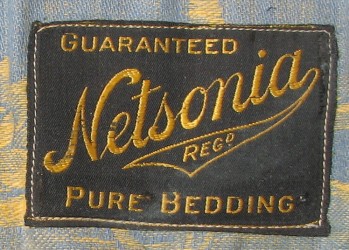 GUARANTEED
Netsonia
REGD
PURE BEDDING